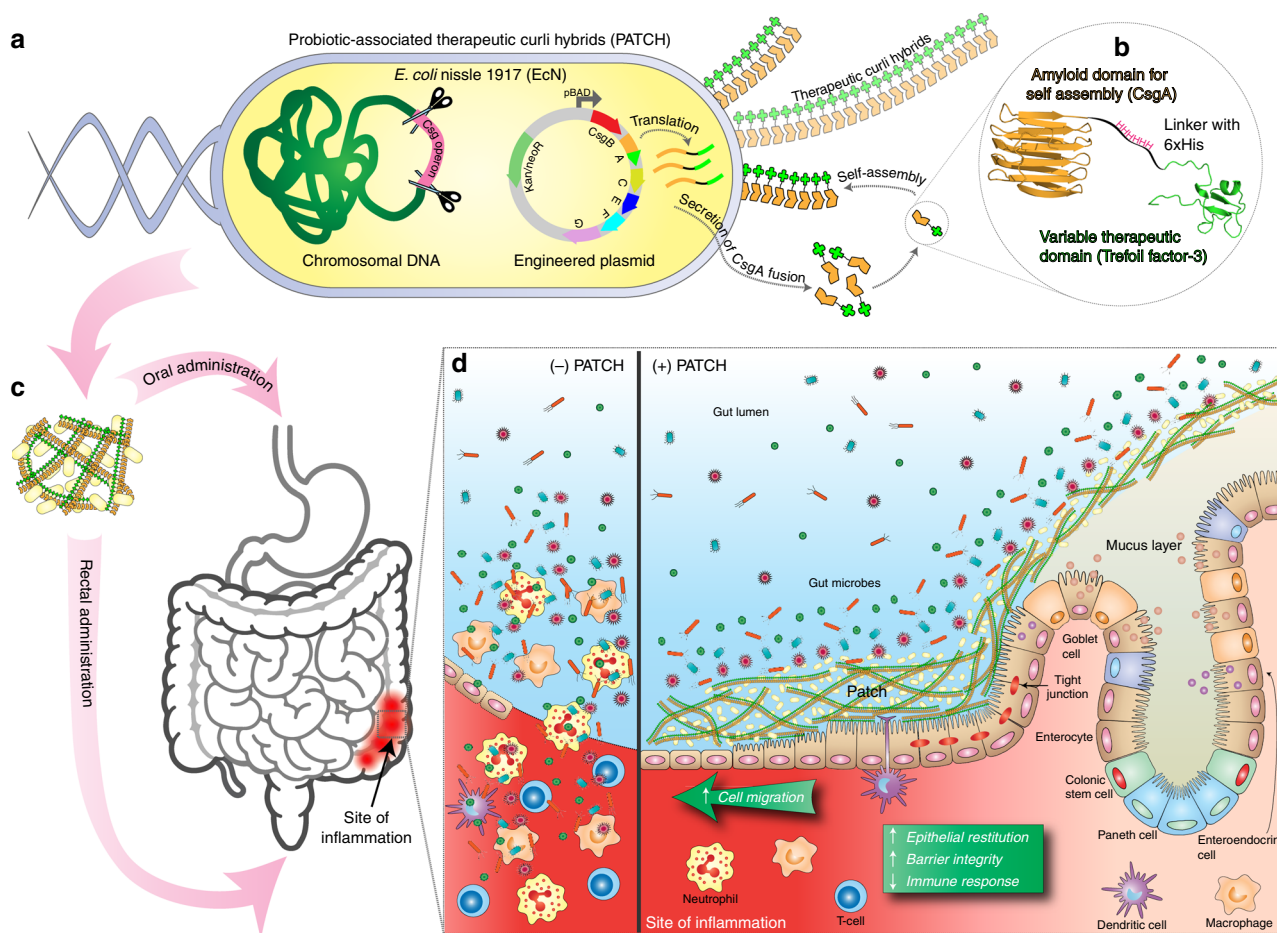 a
Probiotic-associated therapeutic curli hybrids (PATCH)
E. coli nissle 1917 (EcN)
Csg operon
Chromosomal DNA
pBAD
CsgB
A
C
E
F
G
Kan/neoR
Engineered plasmid
Translation
Secretion of CsgA fusion
Self-assembly
Therapeutic curli hybrids
b
Amyloid domain for
self assembly (CsgA)
HHHHHH
Linker with
6xHis
Variable therapeutic
domain (Trefoil factor-3)
c
Oral administration
Rectal administration
Site of
inflammation
d
(–) PATCH
(+) PATCH
Gut lumen
Gut microbes
Patch
Mucus layer
Goblet
cell
Tight
junction
Enterocyte
Colonic
stem cell
Paneth cell
Enteroendocrin
cell
↑ Cell migration
↑ Epithelial restitution
↑ Barrier integrity
↓ Immune response
Neutrophil
T-cell
Dendritic cell
Macrophage
Site of inflammation